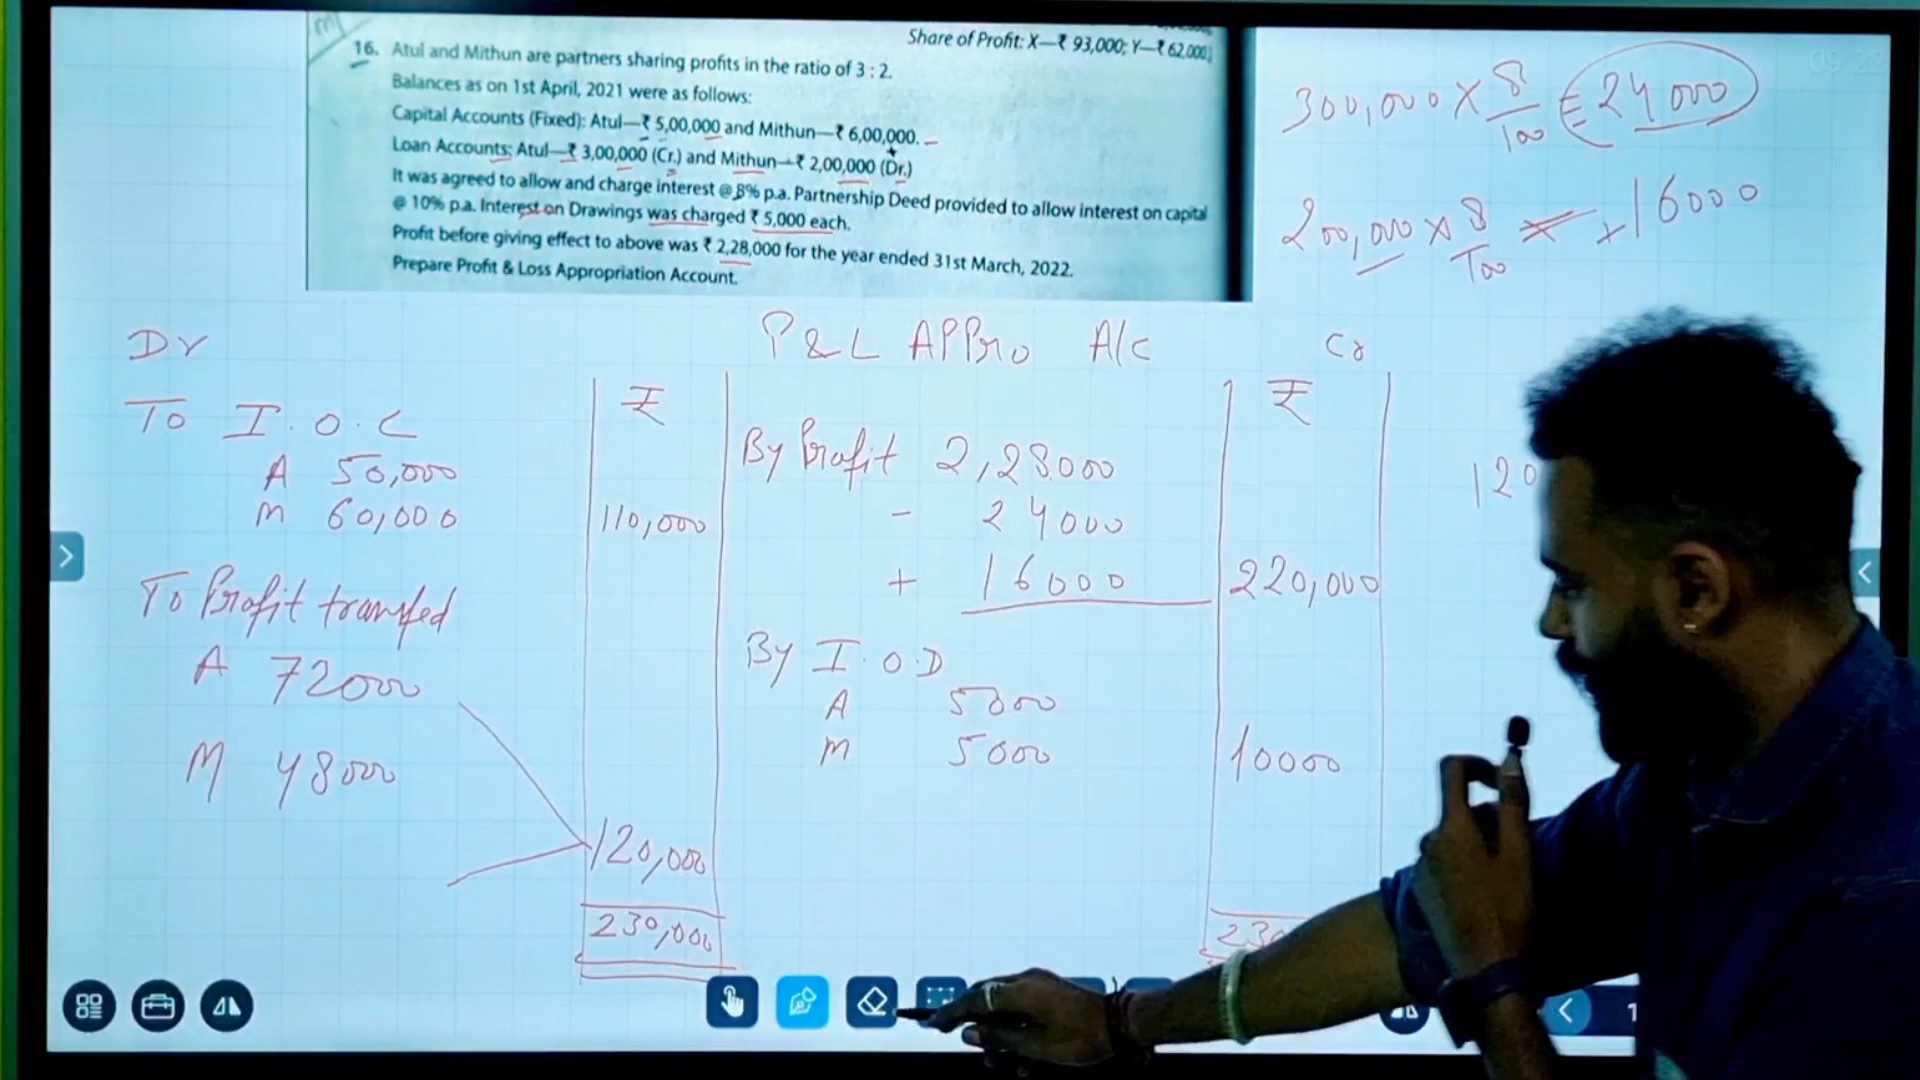 Share of Profit: X—₹ 93,000; Y—₹ 62,000]
16. Atul and Mithun are partners sharing profits in the ratio of 3 : 2.
Balances as on 1st April, 2021 were as follows:
Capital Accounts (Fixed): Atul—₹ 5,00,000 and Mithun—₹ 6,00,000.
Loan Accounts: Atul—₹ 3,00,000 (Cr.) and Mithun—₹ 2,00,000 (Dr.)
It was agreed to allow and charge interest @ 8% p.a. Partnership Deed provided to allow interest on capital
@ 10% p.a. Interest on Drawings was charged ₹ 5,000 each.
Profit before giving effect to above was ₹ 2,28,000 for the year ended 31st March, 2022.
Prepare Profit & Loss Appropriation Account.
09:22
300,000 × 8/100 = 24000
200,000 × 8/100 = +16000
Dr P&L APPro A/c Cr
₹ ₹
To I.O.C
A 50,000
M 60,000 110,000
To Profit transfed
A 72000
M 48000
120,000
230,000
By Profit 2,28000
- 24000
+ 16000 220,000
By I.O.D
A 5000
M 5000 10000
120